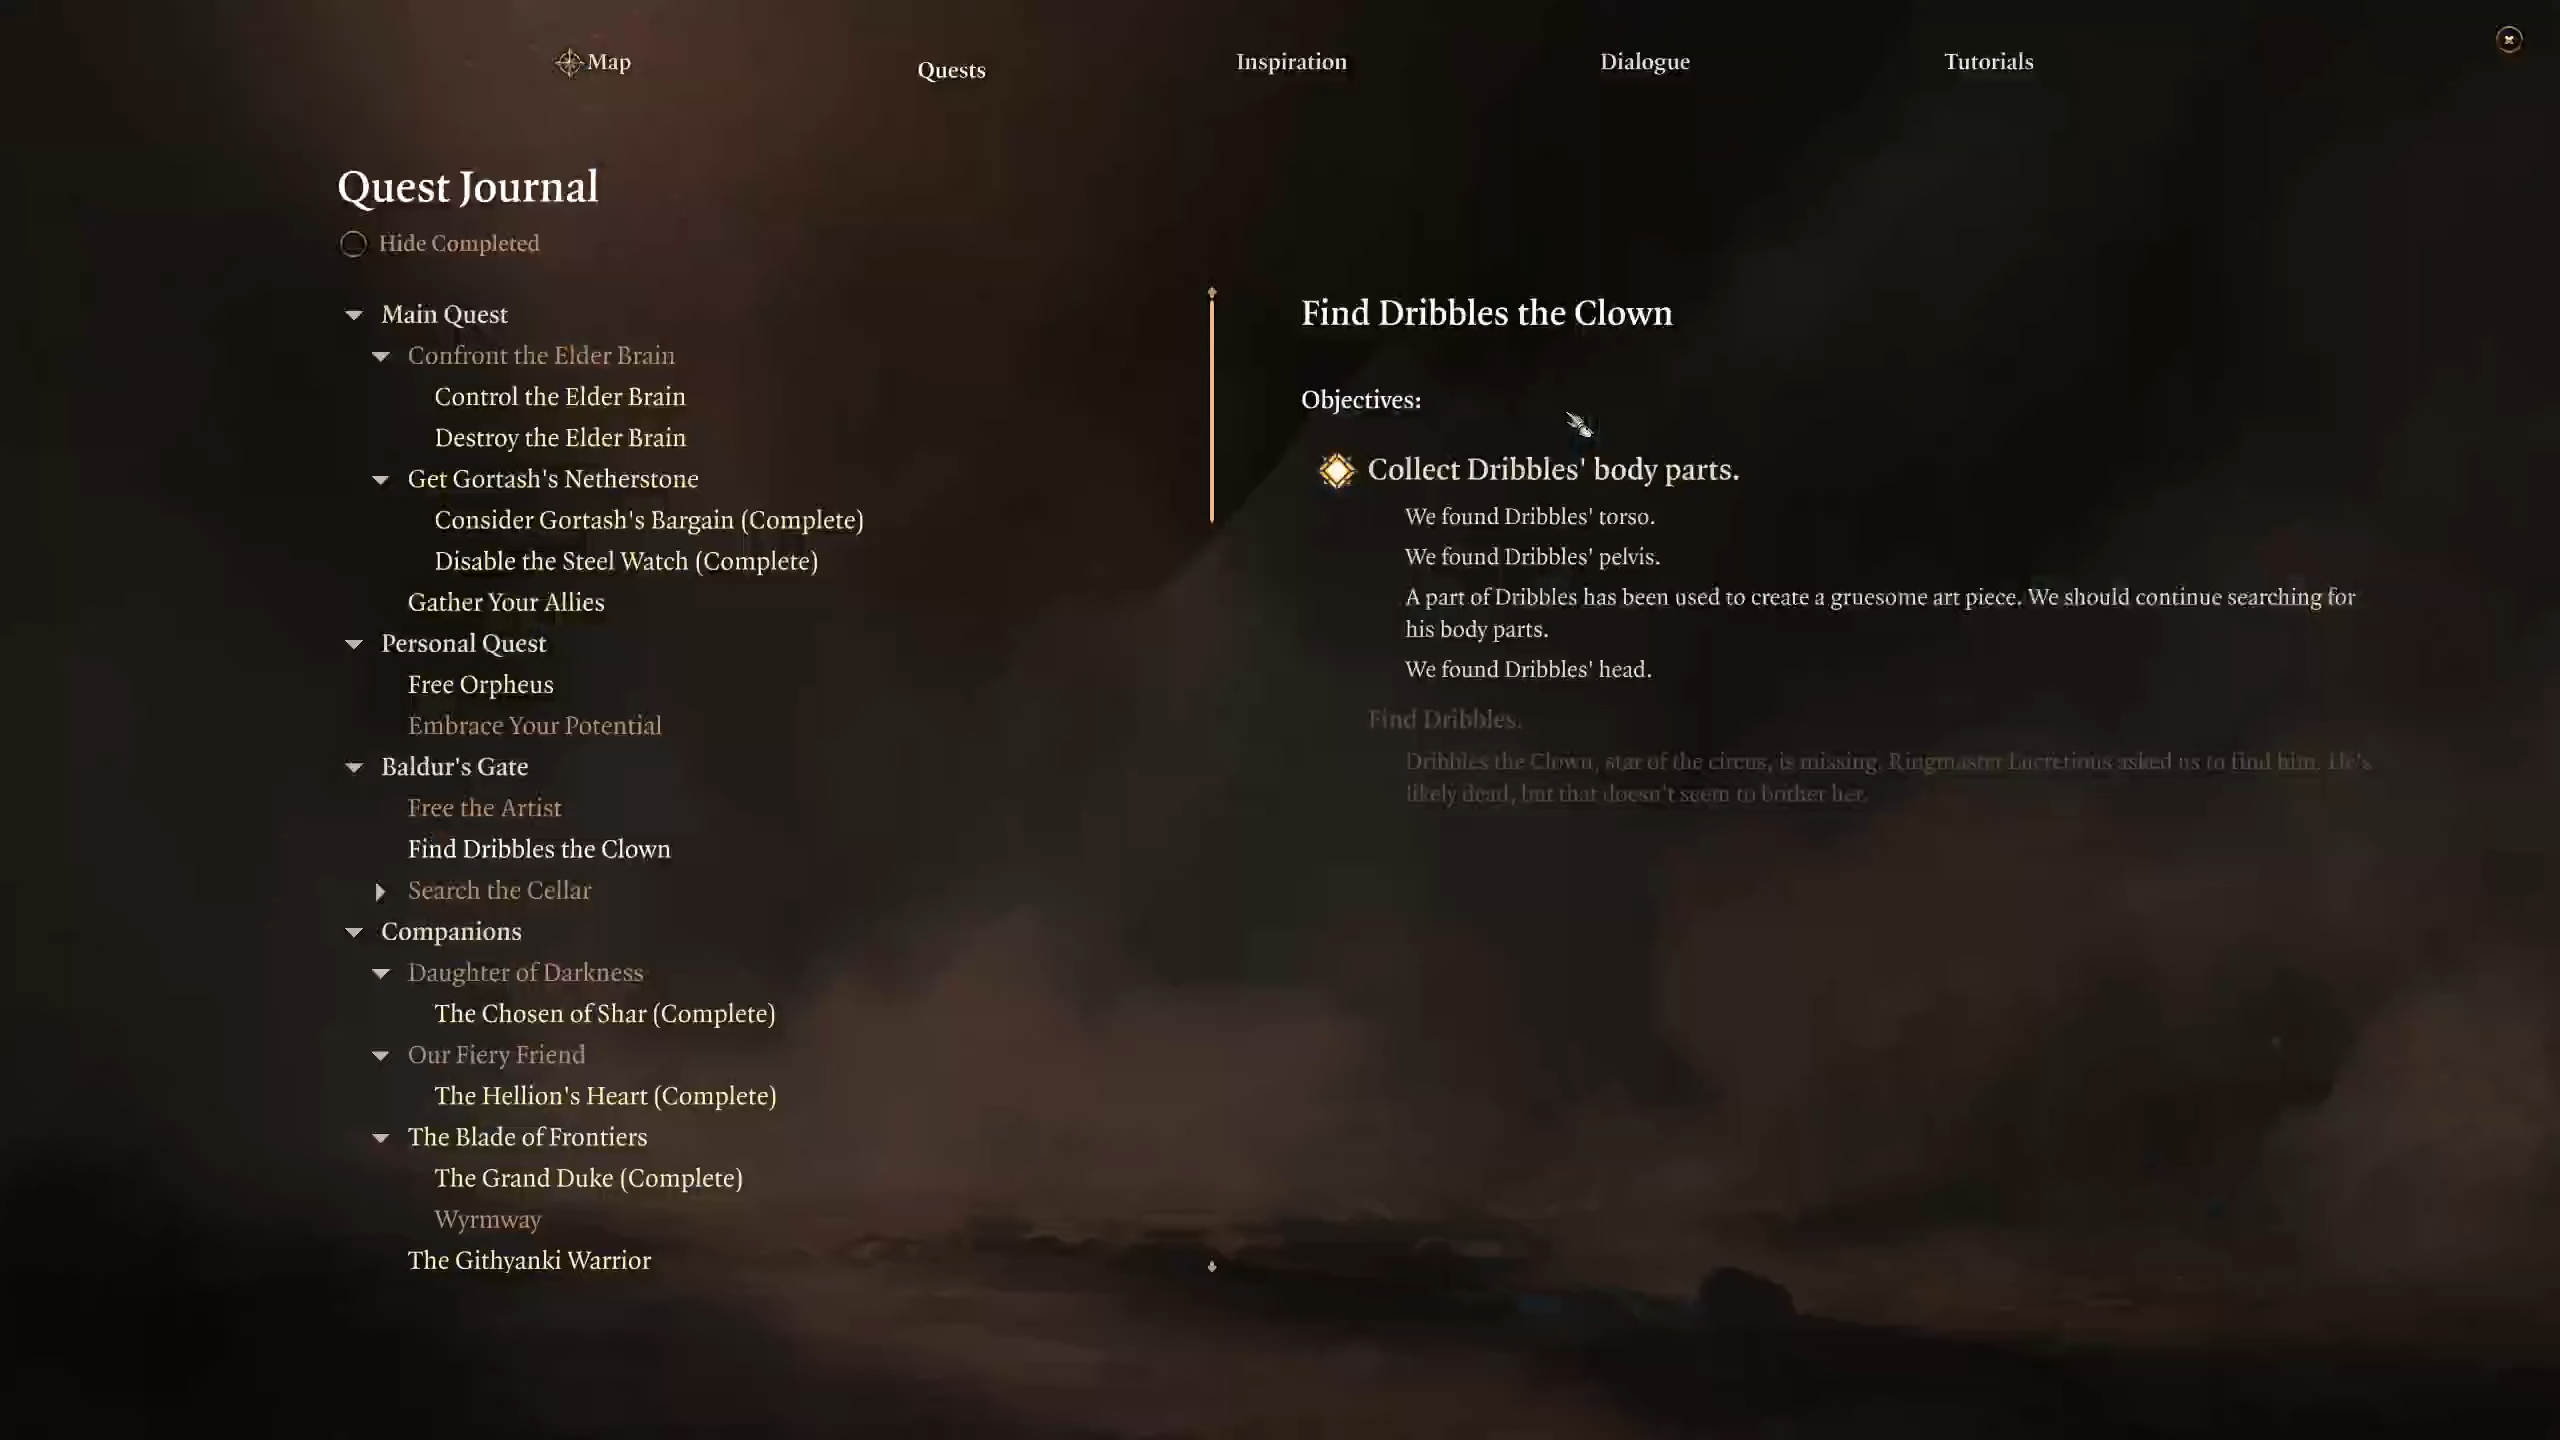 Map
Quests
Inspiration
Dialogue
Tutorials
Quest Journal
Hide Completed
Main Quest
Confront the Elder Brain
Control the Elder Brain
Destroy the Elder Brain
Get Gortash's Netherstone
Consider Gortash's Bargain (Complete)
Disable the Steel Watch (Complete)
Gather Your Allies
Personal Quest
Free Orpheus
Embrace Your Potential
Baldur's Gate
Free the Artist
Find Dribbles the Clown
Search the Cellar
Companions
Daughter of Darkness
The Chosen of Shar (Complete)
Our Fiery Friend
The Hellion's Heart (Complete)
The Blade of Frontiers
The Grand Duke (Complete)
Wyrmway
The Githyanki Warrior
Find Dribbles the Clown
Objectives:
Collect Dribbles' body parts.
We found Dribbles' torso.
We found Dribbles' pelvis.
A part of Dribbles has been used to create a gruesome art piece. We should continue searching for
his body parts.
We found Dribbles' head.
Find Dribbles.
Dribbles the Clown, star of the circus, is missing. Ringmaster Lucretious asked us to find him. He's
likely dead, but that doesn't seem to bother her.